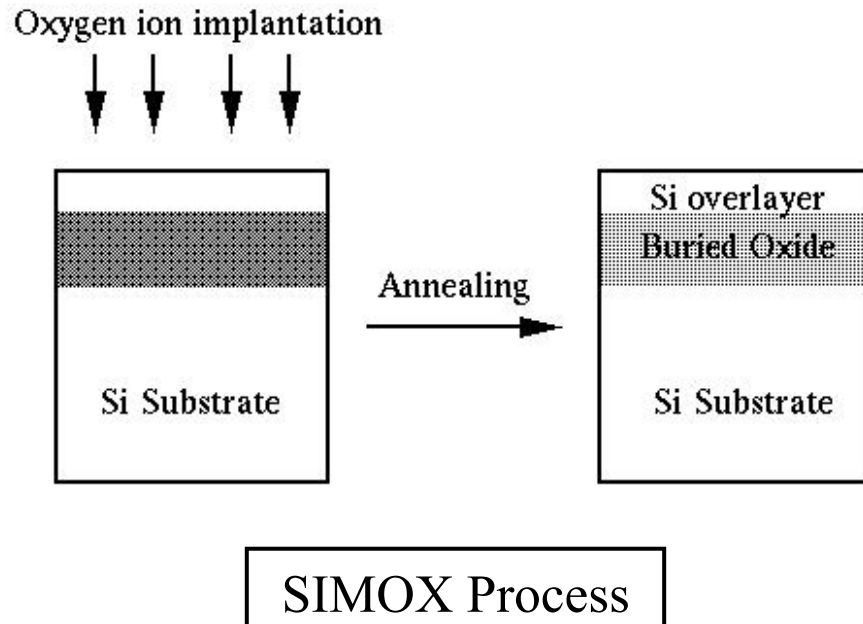 Oxygen ion implantation
Si overlayer
Buried Oxide
Annealing
Si Substrate
Si Substrate
SIMOX Process